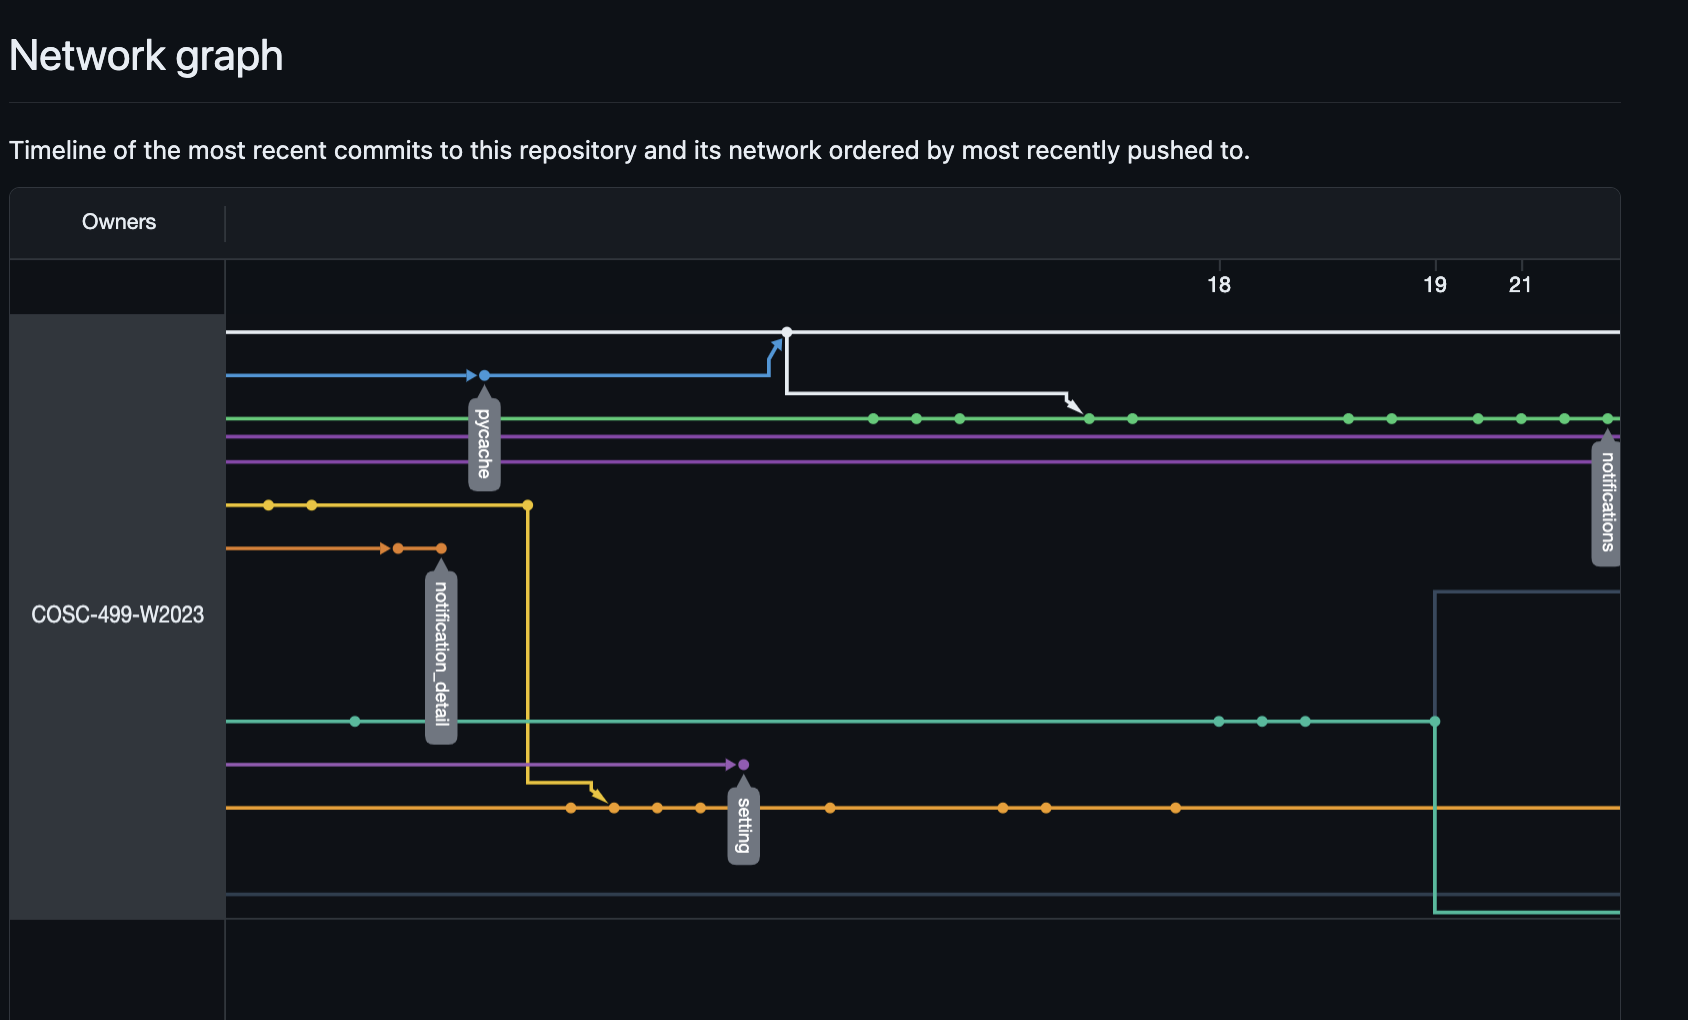 Network graph
Timeline of the most recent commits to this repository and its network ordered by most recently pushed to.
Owners
18 19 21
pycache
notifications
notification_detail
COSC-499-W2023
setting